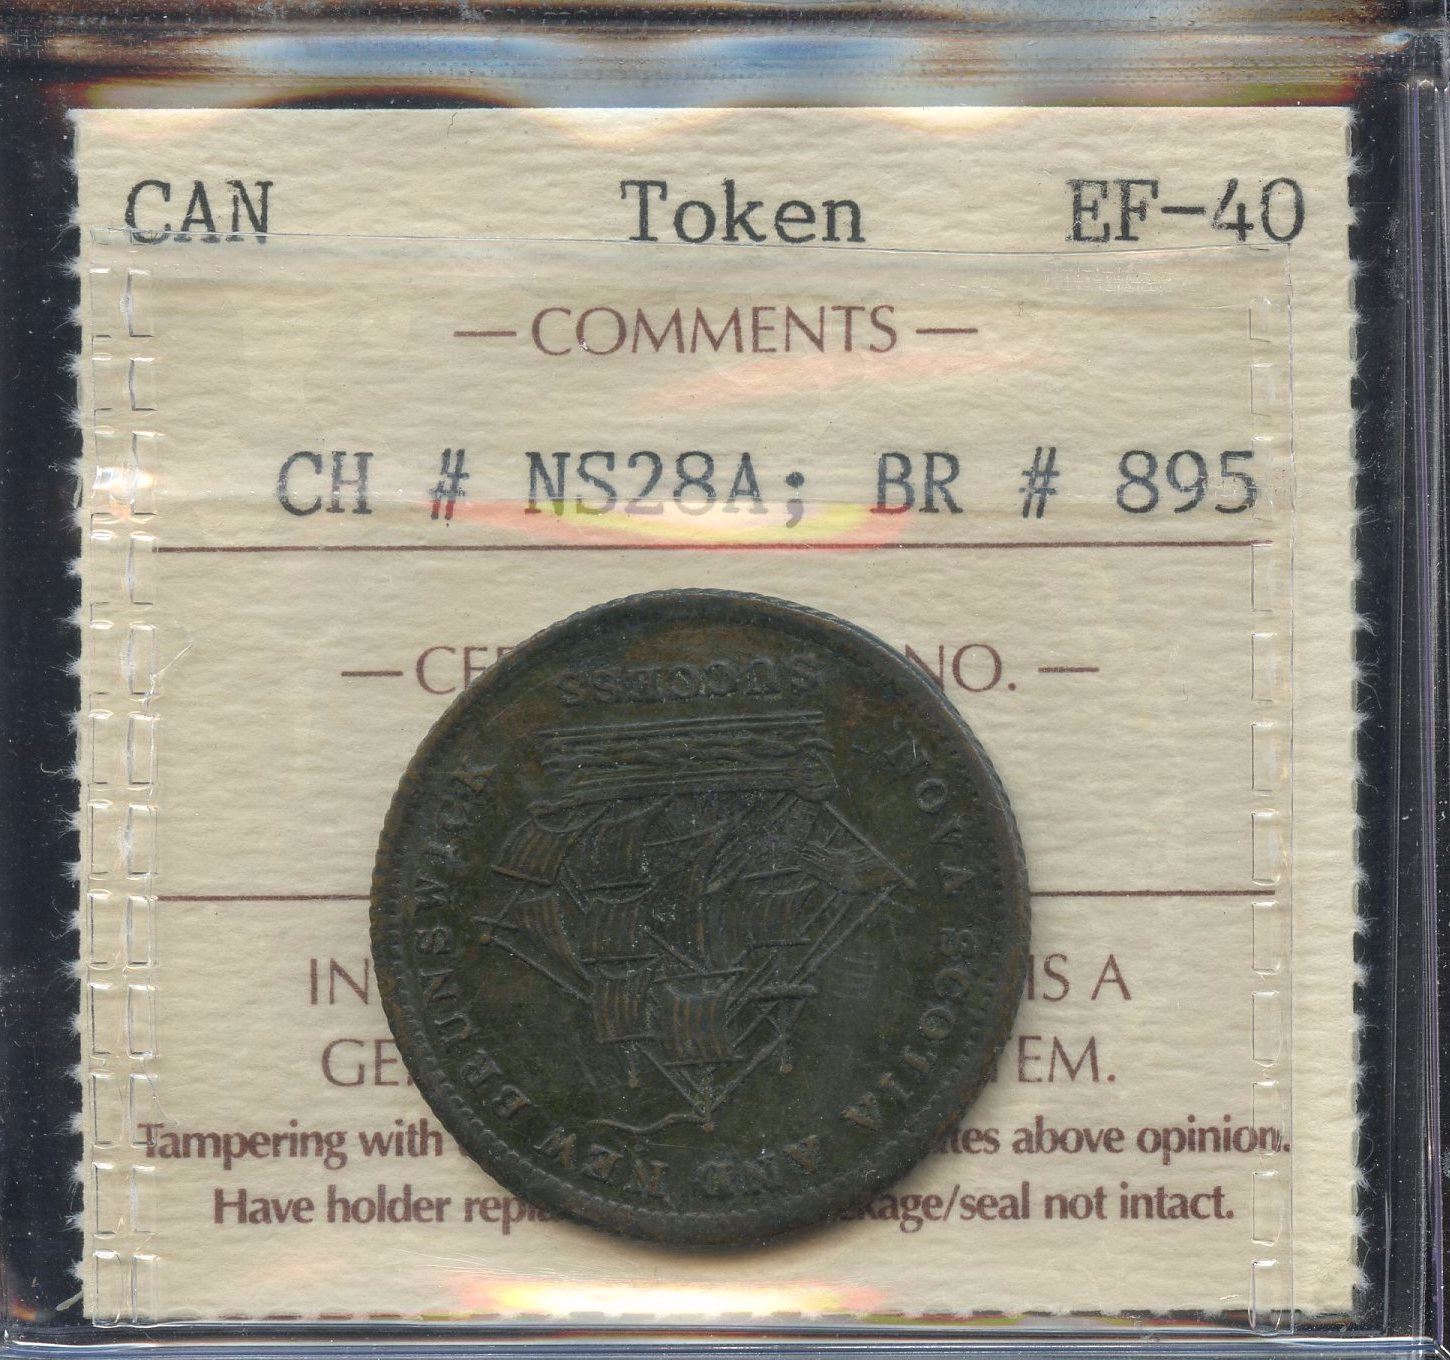 CAN Token EF-40
— COMMENTS —
CH # NS28A; BR # 895
— CE NO. —
IN IS A
GE TEM.
Tampering with tes above opinion.
Have holder repla kage/seal not intact.
NOVA SCOTIA AND NEW BRUNSWICK
SUCCESS